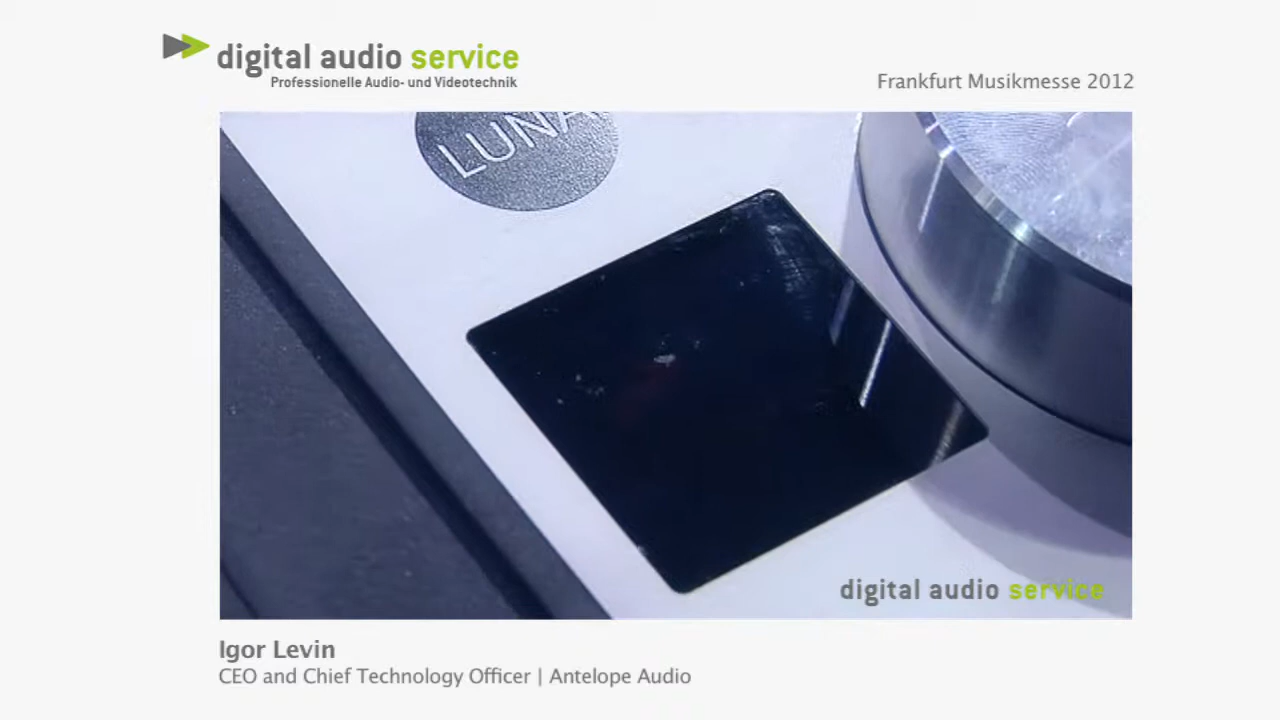 digital audio service
Professionelle Audio- und Videotechnik
Frankfurt Musikmesse 2012
LUNA
digital audio service
Igor Levin
CEO and Chief Technology Officer | Antelope Audio